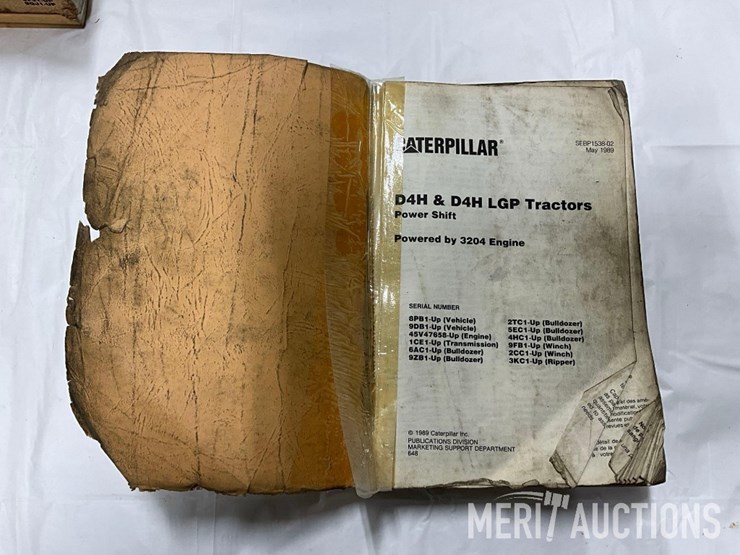 CATERPILLAR®
SEBP1538-02
May 1989
D4H & D4H LGP Tractors
Power Shift
Powered by 3204 Engine
SERIAL NUMBER
8PB1-Up (Vehicle)
9DB1-Up (Vehicle)
45V47658-Up (Engine)
1CE1-Up (Transmission)
6AC1-Up (Bulldozer)
9ZB1-Up (Bulldozer)
2TC1-Up (Bulldozer)
5EC1-Up (Bulldozer)
4HC1-Up (Bulldozer)
9FB1-Up (Winch)
2CC1-Up (Winch)
3KC1-Up (Ripper)
© 1989 Caterpillar Inc.
PUBLICATIONS DIVISION
MARKETING SUPPORT DEPARTMENT
648
MERIT AUCTIONS